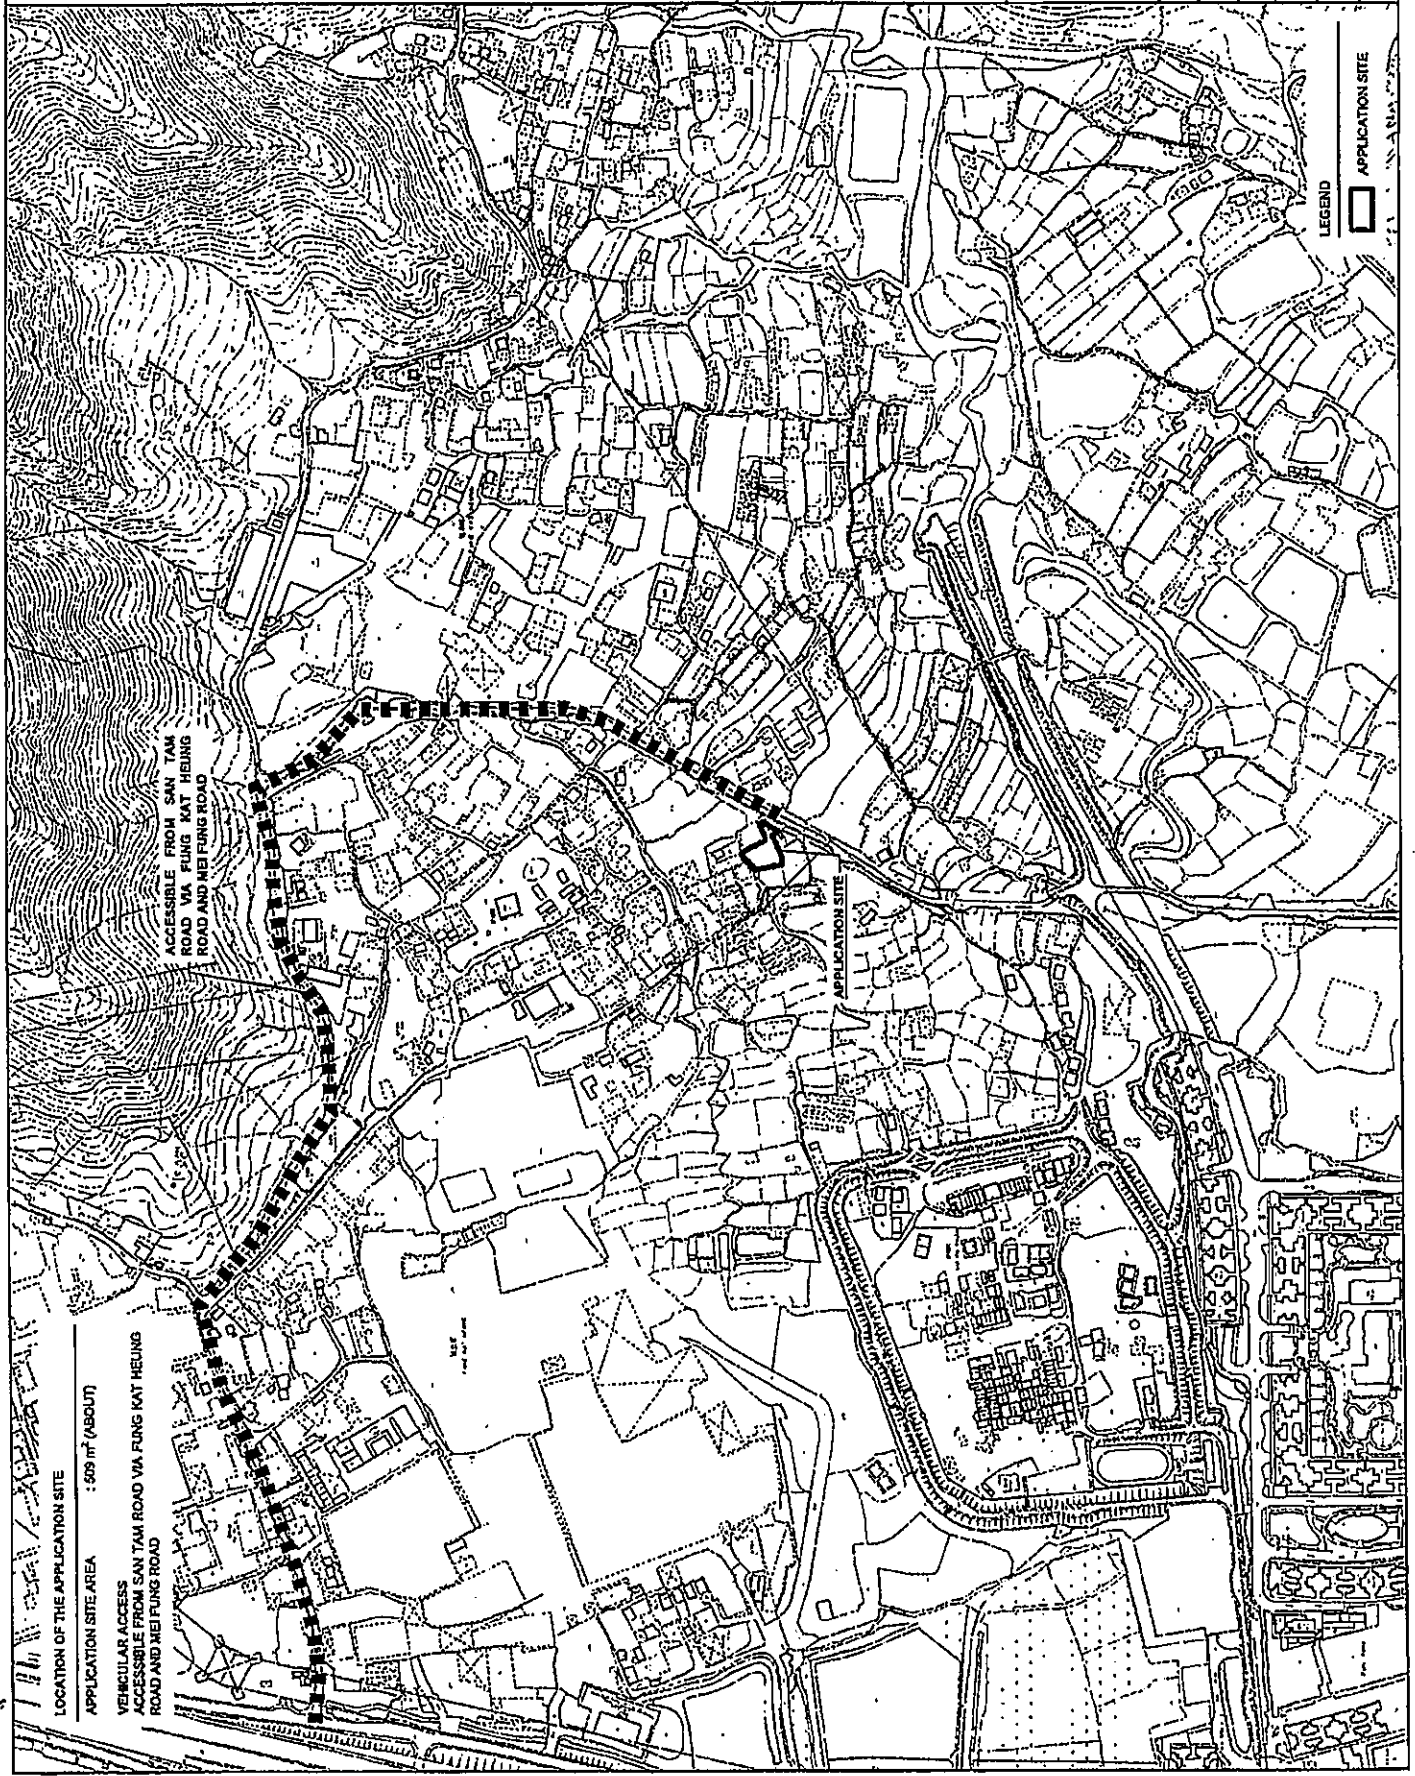 LOCATION OF THE APPLICATION SITE
APPLICATION SITE AREA : 509 m² (ABOUT)
VEHICULAR ACCESS
ACCESSIBLE FROM SAN TAM ROAD VIA FUNG KAT HEUNG
ROAD AND MEI FUNG ROAD
ACCESSIBLE FROM SAN TAM
ROAD VIA FUNG KAT HEUNG
ROAD AND MEI FUNG ROAD
APPLICATION SITE
LEGEND
APPLICATION SITE